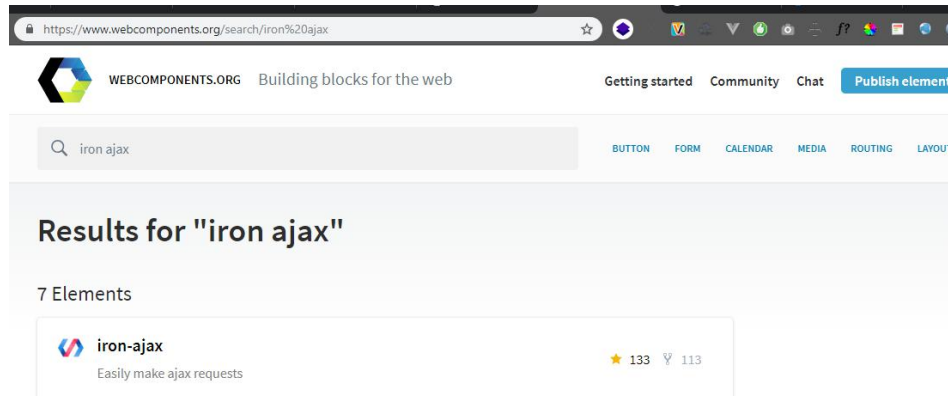 https://www.webcomponents.org/search/iron%20ajax
WEBCOMPONENTS.ORG Building blocks for the web Getting started Community Chat Publish element
iron ajax BUTTON FORM CALENDAR MEDIA ROUTING LAYOU
Results for "iron ajax"
7 Elements
iron-ajax
133 113
Easily make ajax requests